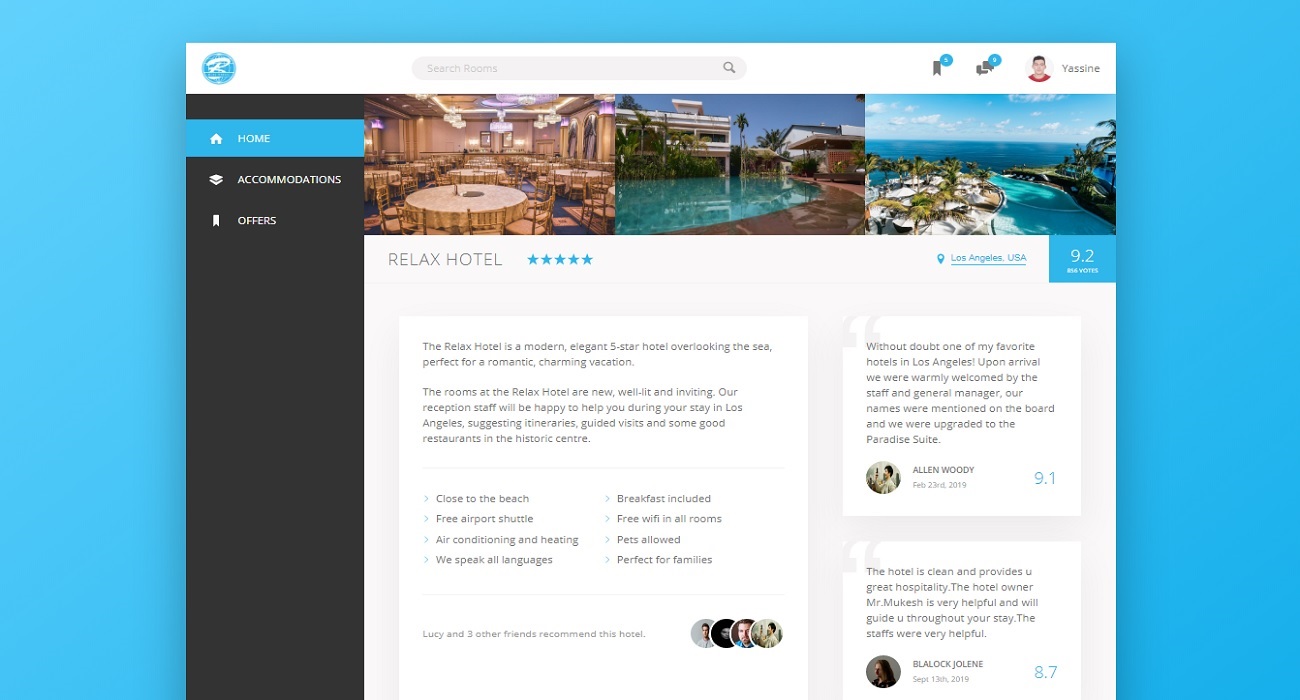 Search Rooms
5
9
Yassine
HOME
ACCOMMODATIONS
OFFERS
RELAX HOTEL
Los Angeles, USA
9.2
856 VOTES
The Relax Hotel is a modern, elegant 5-star hotel overlooking the sea,
perfect for a romantic, charming vacation.
The rooms at the Relax Hotel are new, well-lit and inviting. Our
reception staff will be happy to help you during your stay in Los
Angeles, suggesting itineraries, guided visits and some good
restaurants in the historic centre.
Close to the beach
Free airport shuttle
Air conditioning and heating
We speak all languages
Breakfast included
Free wifi in all rooms
Pets allowed
Perfect for families
Lucy and 3 other friends recommend this hotel.
“
Without doubt one of my favorite
hotels in Los Angeles! Upon arrival
we were warmly welcomed by the
staff and general manager, our
names were mentioned on the board
and we were upgraded to the
Paradise Suite.
ALLEN WOODY
Feb 23rd, 2019
9.1
“
The hotel is clean and provides u
great hospitality.The hotel owner
Mr.Mukesh is very helpful and will
guide u throughout your stay.The
staffs were very helpful.
BLALOCK JOLENE
Sept 13th, 2019
8.7